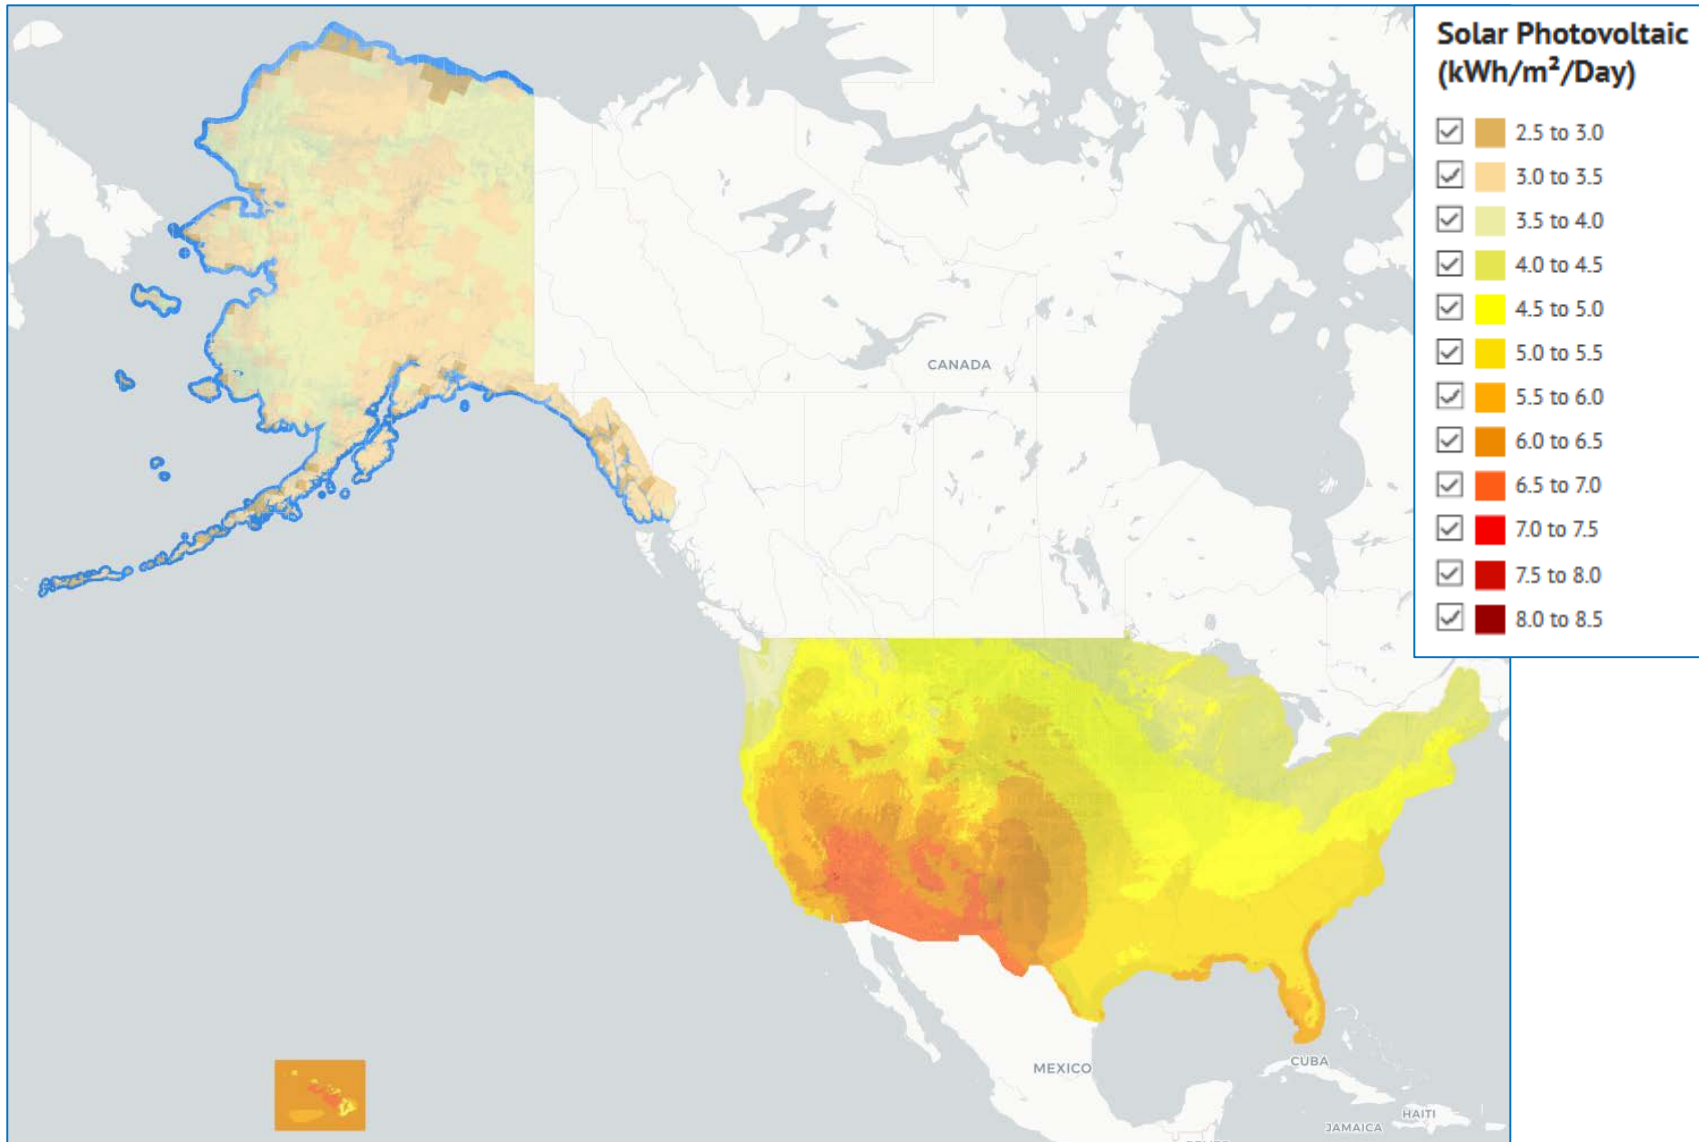 Solar Photovoltaic
(kWh/m²/Day)
2.5 to 3.0
3.0 to 3.5
3.5 to 4.0
4.0 to 4.5
4.5 to 5.0
5.0 to 5.5
5.5 to 6.0
6.0 to 6.5
6.5 to 7.0
7.0 to 7.5
7.5 to 8.0
8.0 to 8.5
CANADA
MEXICO
CUBA
HAITI
JAMAICA